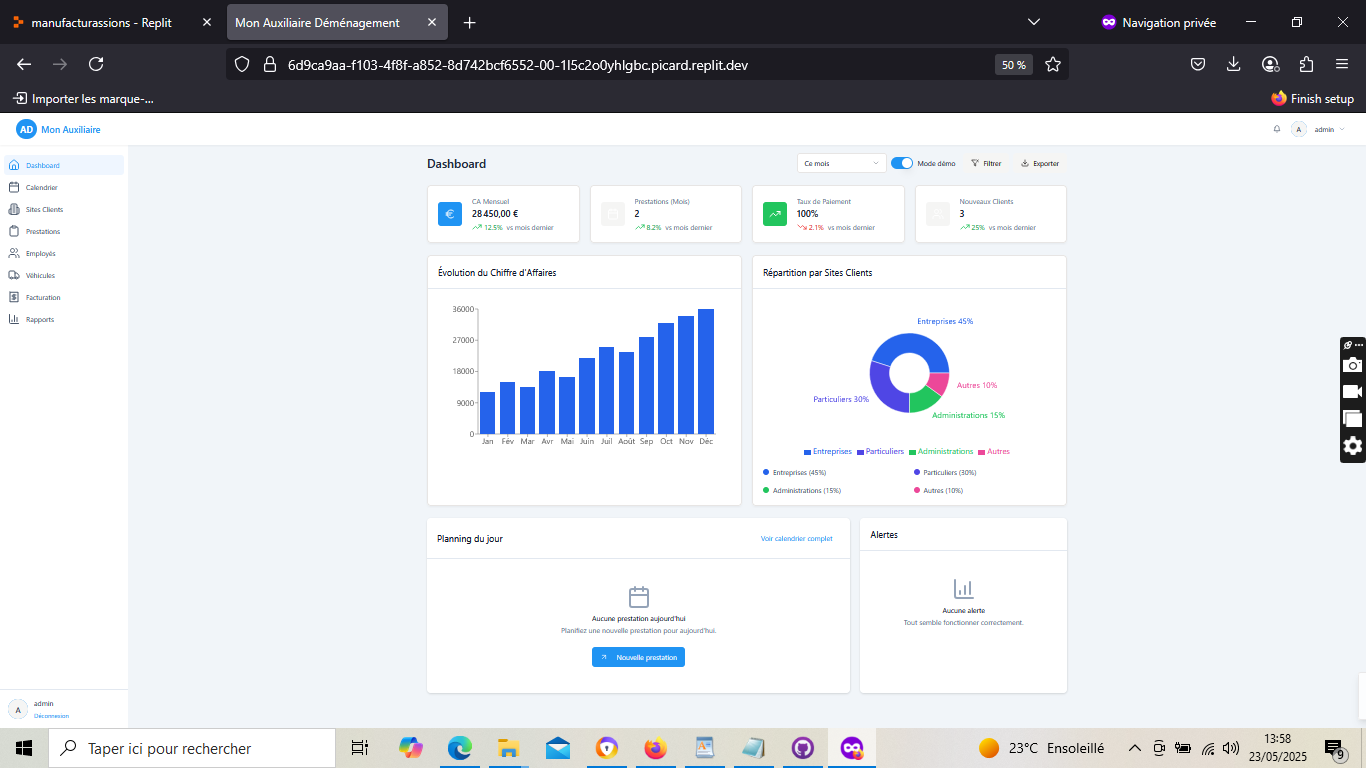 manufacturassions - Replit
Mon Auxiliaire Déménagement
Navigation privée
6d9ca9aa-f103-4f8f-a852-8d742bcf6552-00-1l5c2o0yhlgbc.picard.replit.dev
50 %
Importer les marque-...
Finish setup
AD Mon Auxiliaire
A admin
Dashboard
Calendrier
Sites Clients
Prestations
Employés
Véhicules
Facturation
Rapports
Dashboard
Ce mois
Mode démo
Filtrer
Exporter
CA Mensuel
28 450,00 €
12.5% vs mois dernier
Prestations (Mois)
2
8.2% vs mois dernier
Taux de Paiement
100%
2.1% vs mois dernier
Nouveaux Clients
3
25% vs mois dernier
Évolution du Chiffre d'Affaires
36000
27000
18000
9000
0
Jan Fév Mar Avr Mai Juin Juil Août Sep Oct Nov Déc
Répartition par Sites Clients
Entreprises 45%
Autres 10%
Particuliers 30%
Administrations 15%
Entreprises Particuliers Administrations Autres
Entreprises (45%)
Particuliers (30%)
Administrations (15%)
Autres (10%)
Planning du jour
Voir calendrier complet
Aucune prestation aujourd'hui
Planifiez une nouvelle prestation pour aujourd'hui.
Nouvelle prestation
Alertes
Aucune alerte
Tout semble fonctionner correctement.
A admin
Déconnexion
Taper ici pour rechercher
23°C Ensoleillé
13:58
23/05/2025
9